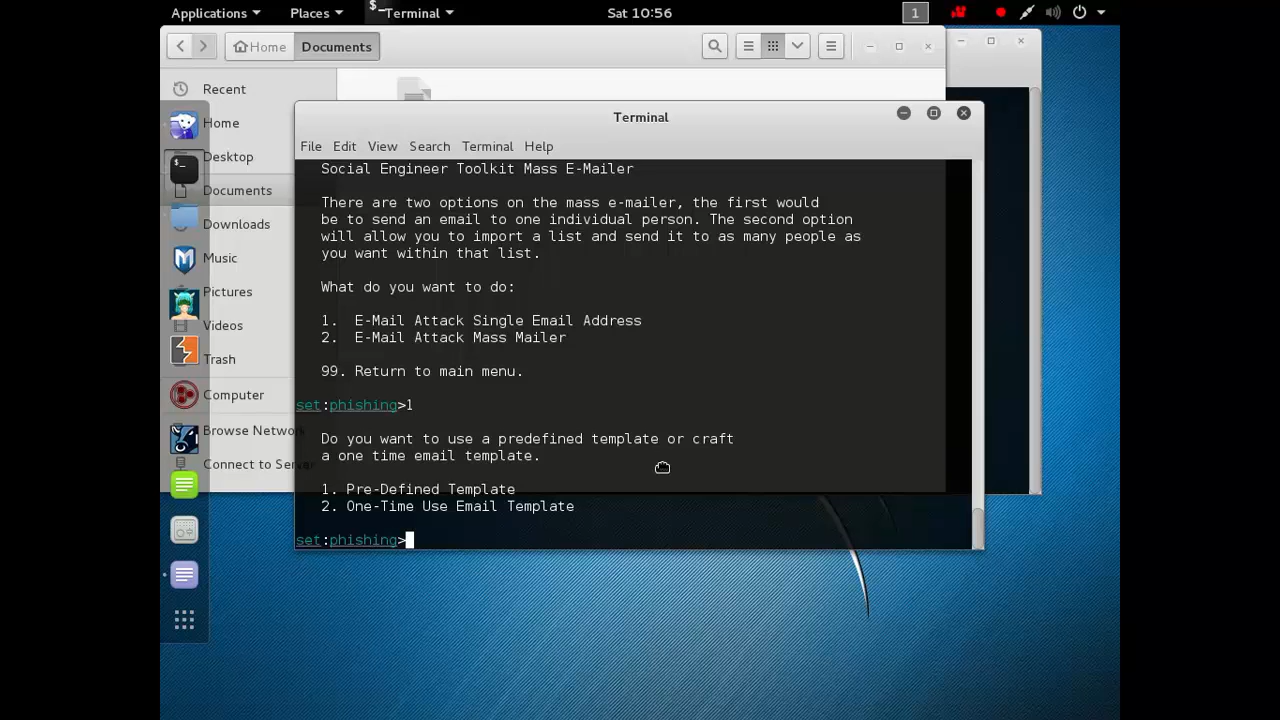 Applications Places Terminal Sat 10:56 1
Home Documents
Recent
Home
Desktop
Documents
Downloads
Music
Pictures
Videos
Trash
Computer
Browse Network
Connect to Server
Terminal
File Edit View Search Terminal Help
Social Engineer Toolkit Mass E-Mailer
There are two options on the mass e-mailer, the first would
be to send an email to one individual person. The second option
will allow you to import a list and send it to as many people as
you want within that list.
What do you want to do:
1. E-Mail Attack Single Email Address
2. E-Mail Attack Mass Mailer
99. Return to main menu.
set:phishing>1
Do you want to use a predefined template or craft
a one time email template.
1. Pre-Defined Template
2. One-Time Use Email Template
set:phishing>